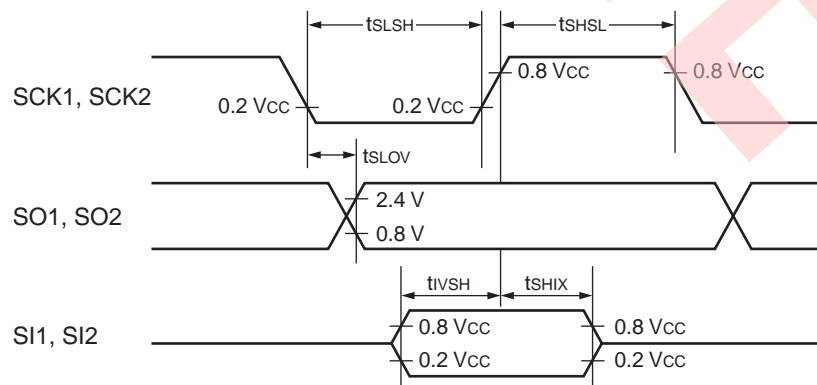 tSLSH tSHSL
SCK1, SCK2 0.2 VCC 0.2 VCC 0.8 VCC 0.8 VCC
tSLOV
SO1, SO2 2.4 V
0.8 V
tIVSH tSHIX
SI1, SI2 0.8 VCC 0.8 VCC
0.2 VCC 0.2 VCC